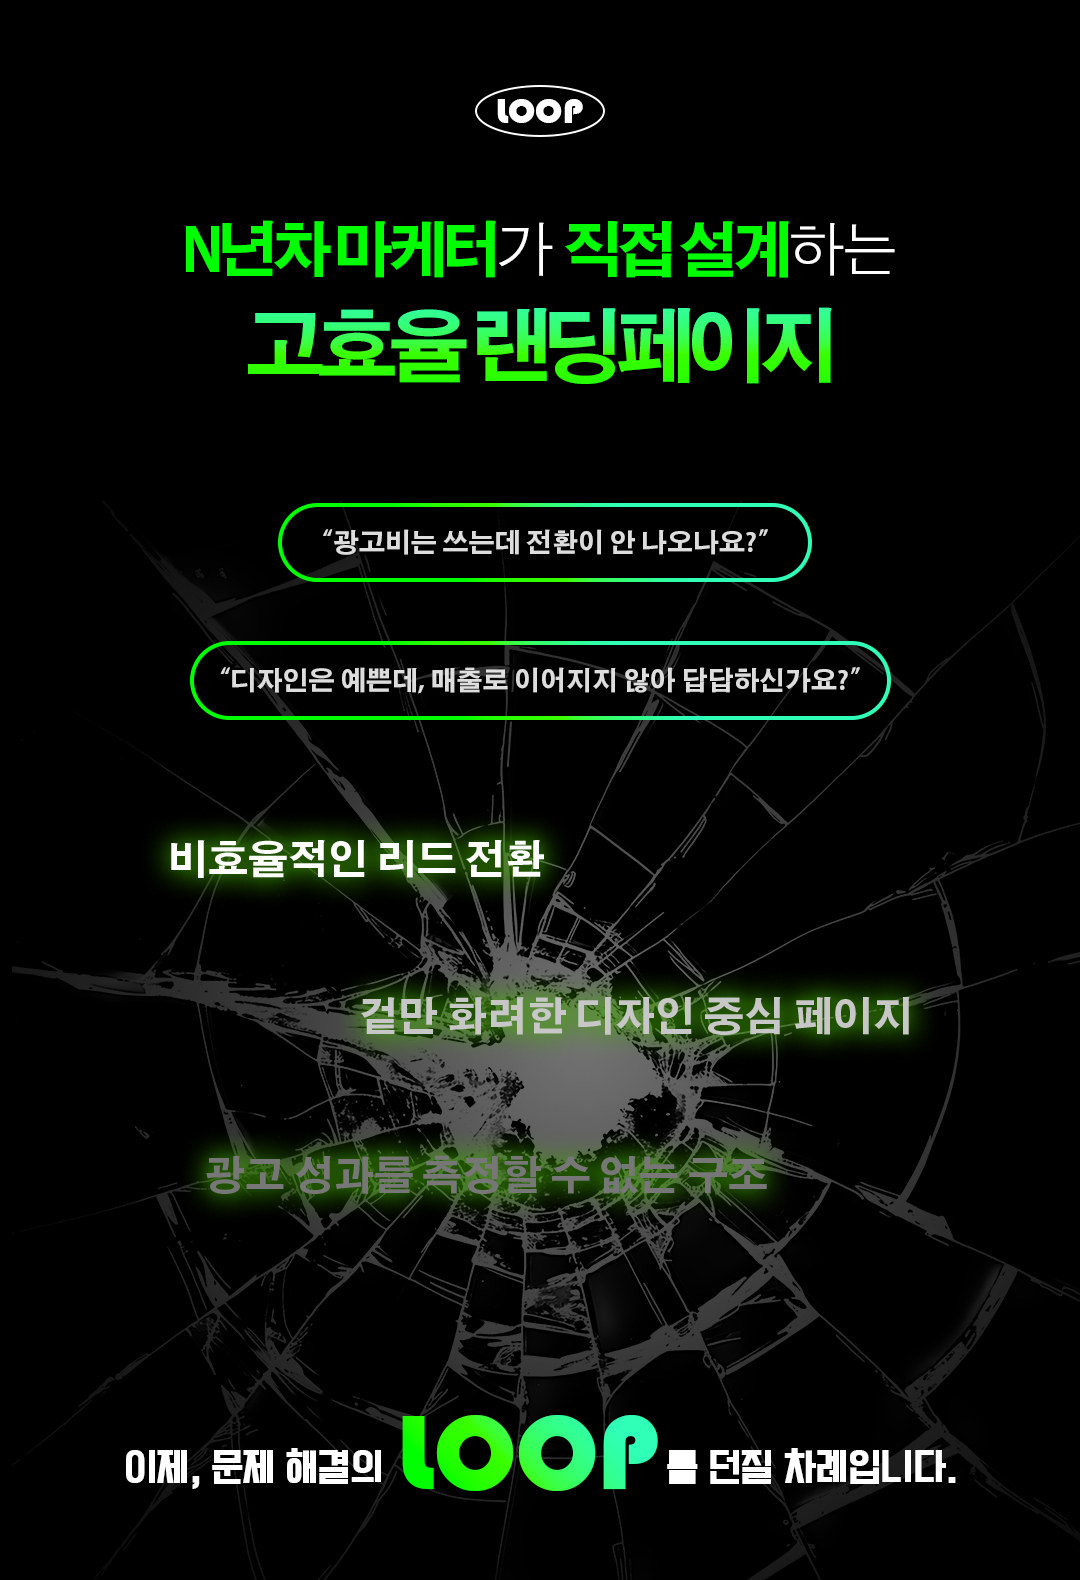 LOOP
N년차 마케터가 직접 설계하는
고효율 랜딩페이지
“광고비는 쓰는데 전환이 안 나오나요?”
“디자인은 예쁜데, 매출로 이어지지 않아 답답하신가요?”
비효율적인 리드 전환
겉만 화려한 디자인 중심 페이지
광고 성과를 측정할 수 없는 구조
이제, 문제 해결의 LOOP를 던질 차례입니다.